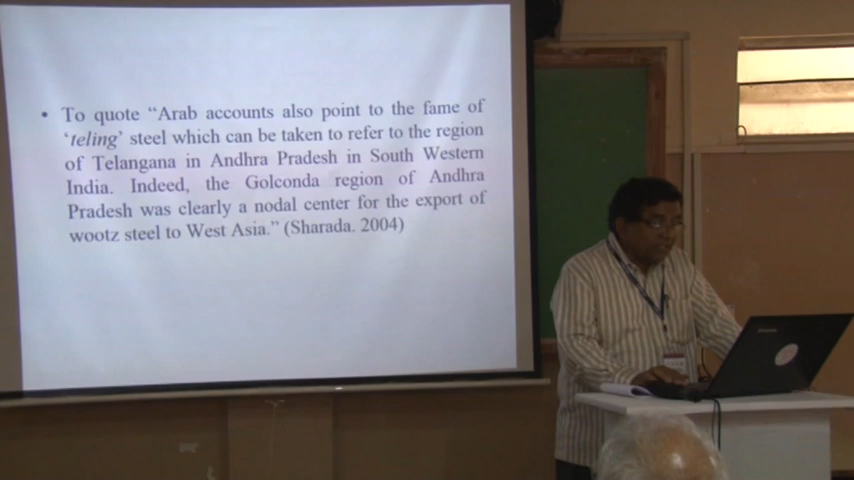 • To quote “Arab accounts also point to the fame of
‘teling’ steel which can be taken to refer to the region
of Telangana in Andhra Pradesh in South Western
India. Indeed, the Golconda region of Andhra
Pradesh was clearly a nodal center for the export of
wootz steel to West Asia.” (Sharada. 2004)